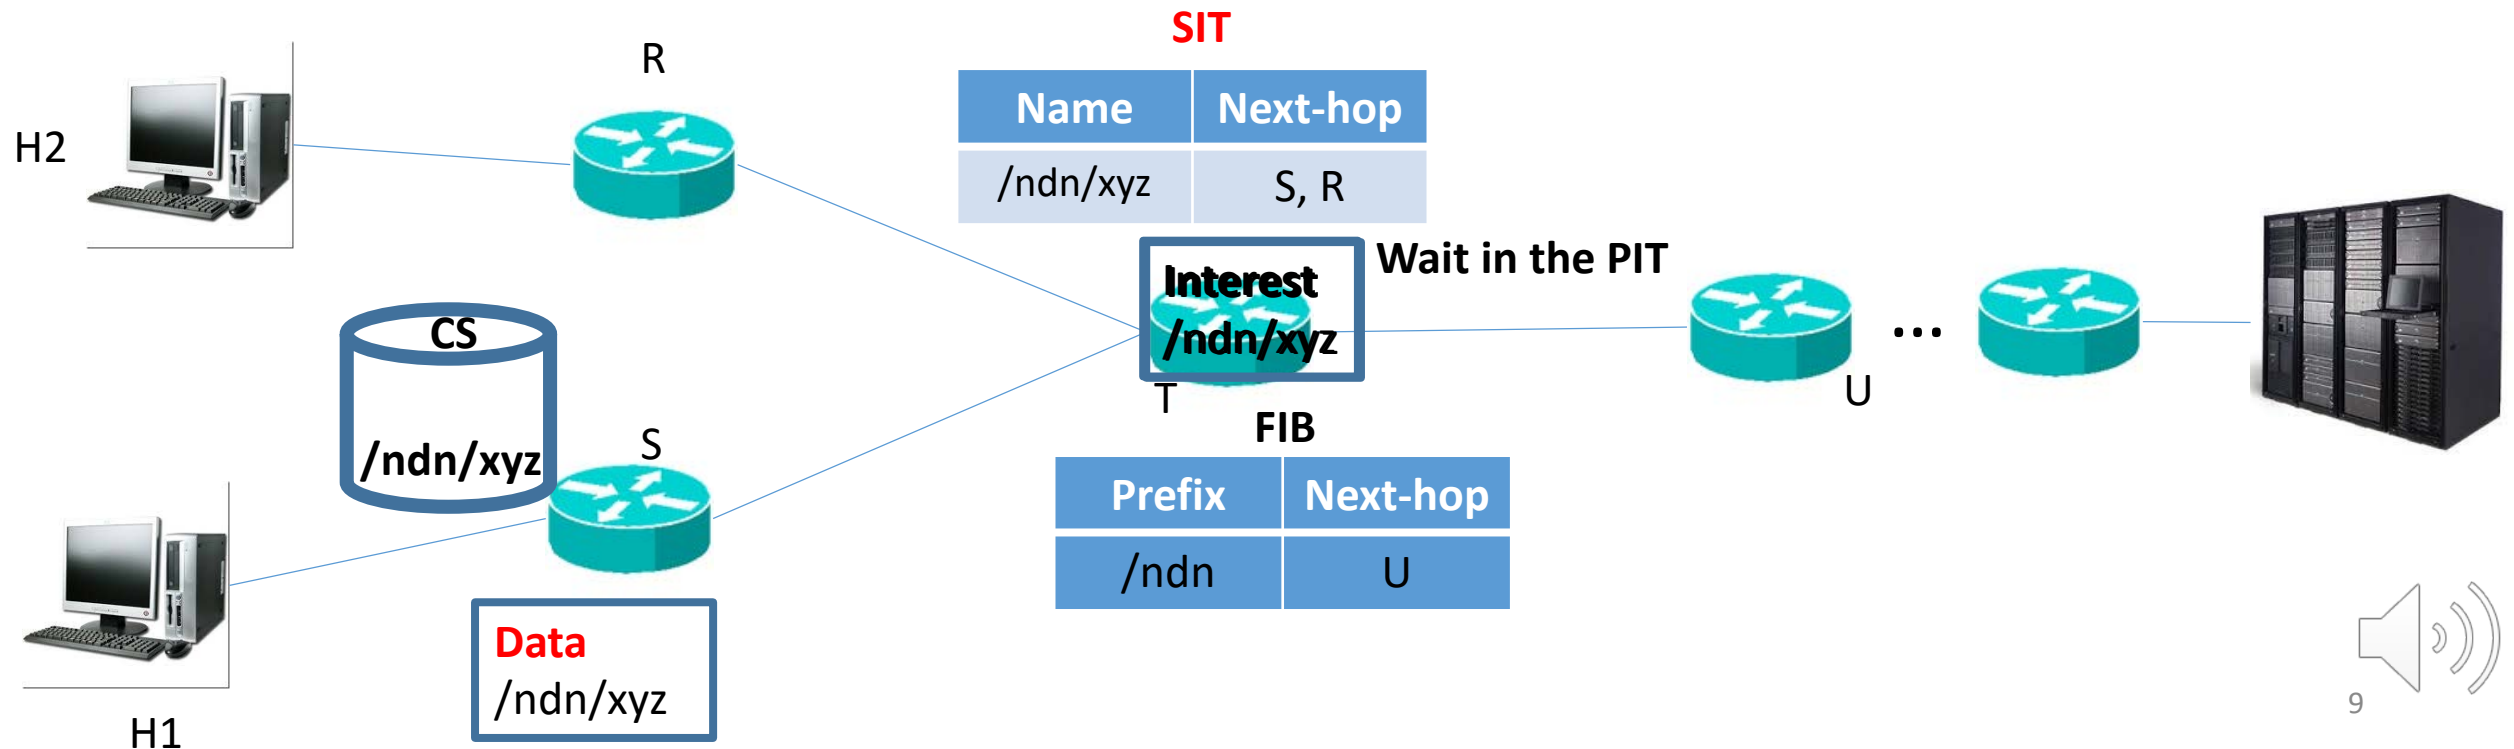 SIT
R
Name Next-hop
/ndn/xyz S, R
H2
Interest
/ndn/xyz
Wait in the PIT
CS
/ndn/xyz
...
T
U
S
FIB
Prefix Next-hop
/ndn U
Data
/ndn/xyz
H1
9